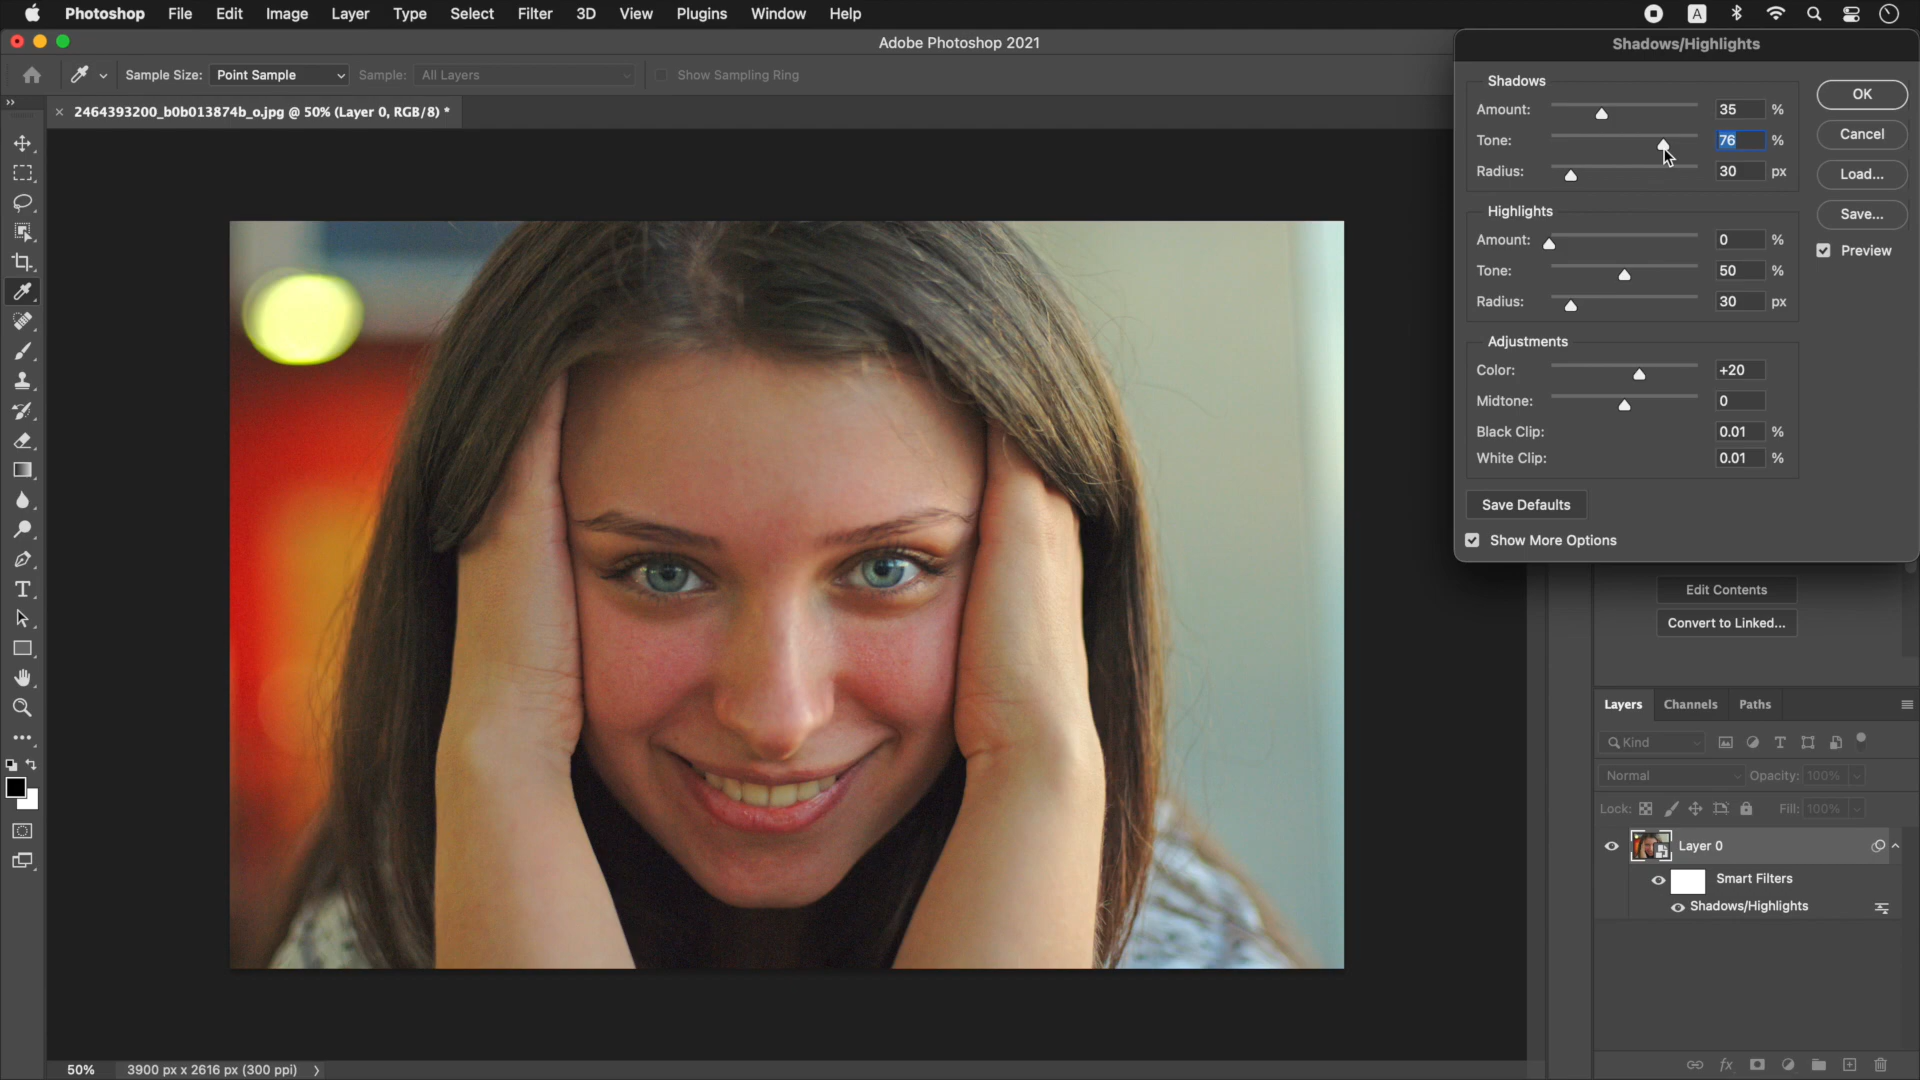 Photoshop File Edit Image Layer Type Select Filter 3D View Plugins Window Help A
Adobe Photoshop 2021
Sample Size: Point Sample Sample: All Layers Show Sampling Ring
2464393200_b0b013874b_o.jpg @ 50% (Layer 0, RGB/8) *
Shadows/Highlights
Shadows
Amount: 35 %
Tone: 76 %
Radius: 30 px
Highlights
Amount: 0 %
Tone: 50 %
Radius: 30 px
Adjustments
Color: +20
Midtone: 0
Black Clip: 0.01 %
White Clip: 0.01 %
Save Defaults
Show More Options
OK
Cancel
Load...
Save...
Preview
Edit Contents
Convert to Linked...
Layers Channels Paths
Kind
Normal Opacity: 100%
Lock: Fill: 100%
Layer 0
Smart Filters
Shadows/Highlights
fx
50% 3900 px x 2616 px (300 ppi)